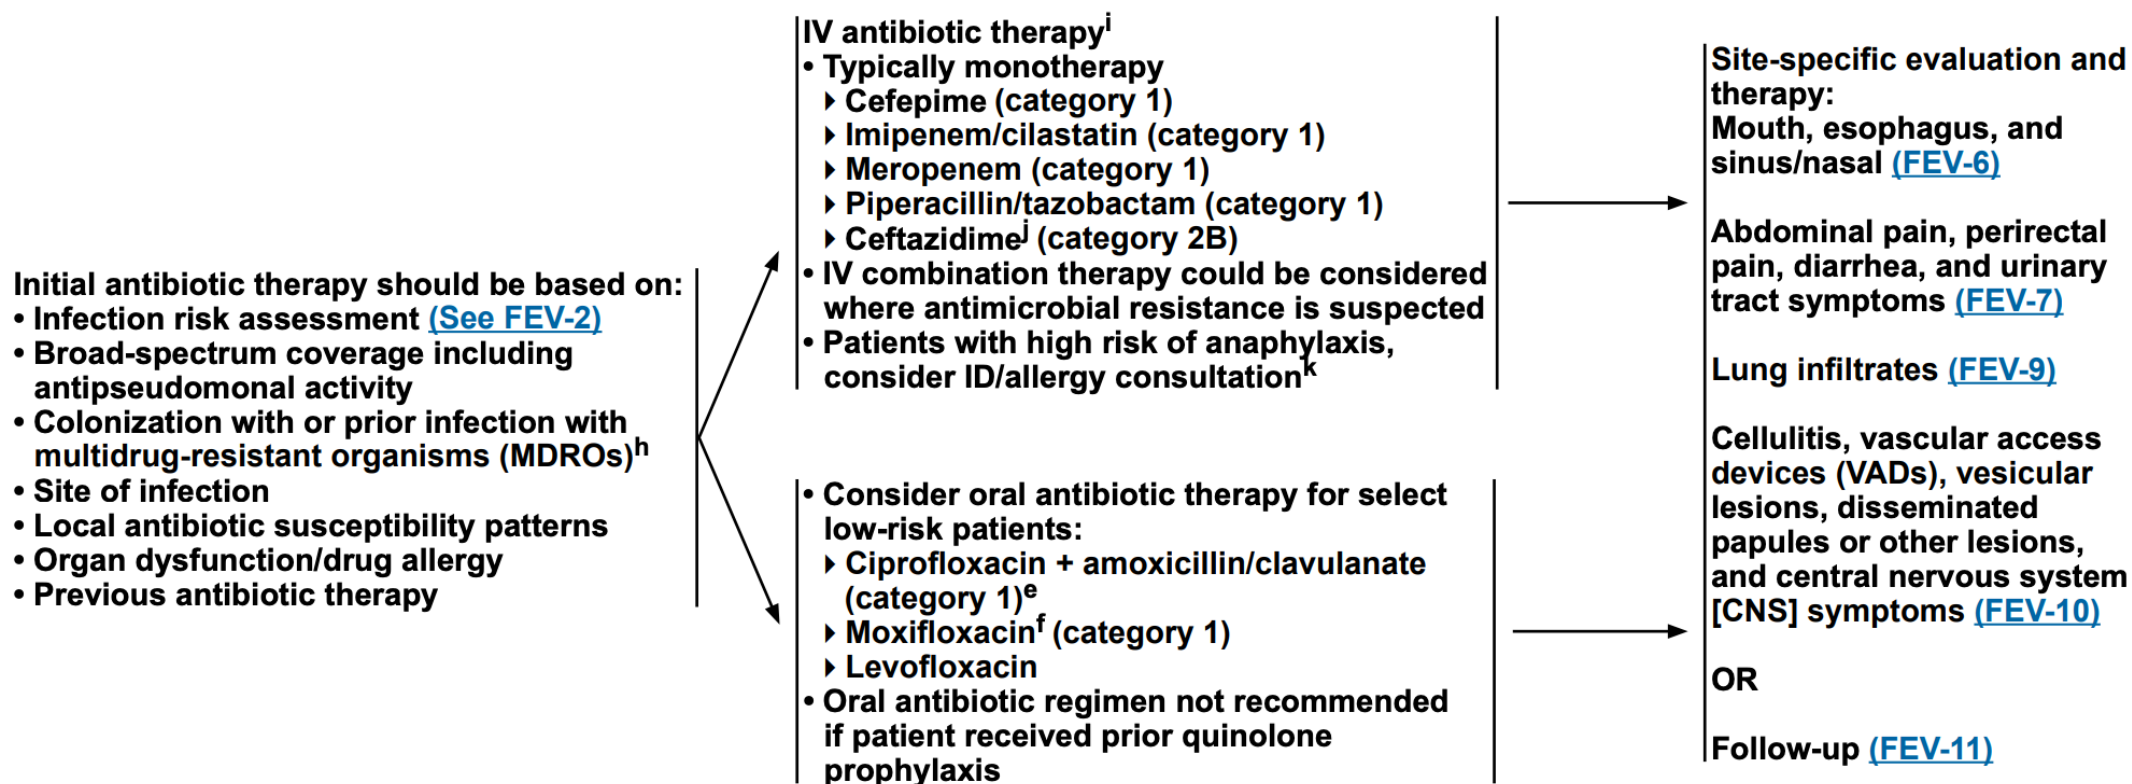 Initial antibiotic therapy should be based on:
• Infection risk assessment (See FEV-2)
• Broad-spectrum coverage including
antipseudomonal activity
• Colonization with or prior infection with
multidrug-resistant organisms (MDROs)h
• Site of infection
• Local antibiotic susceptibility patterns
• Organ dysfunction/drug allergy
• Previous antibiotic therapy
IV antibiotic therapyi
• Typically monotherapy
▸ Cefepime (category 1)
▸ Imipenem/cilastatin (category 1)
▸ Meropenem (category 1)
▸ Piperacillin/tazobactam (category 1)
▸ Ceftazidimej (category 2B)
• IV combination therapy could be considered
where antimicrobial resistance is suspected
• Patients with high risk of anaphylaxis,
consider ID/allergy consultationk
• Consider oral antibiotic therapy for select
low-risk patients:
▸ Ciprofloxacin + amoxicillin/clavulanate
(category 1)e
▸ Moxifloxacinf (category 1)
▸ Levofloxacin
• Oral antibiotic regimen not recommended
if patient received prior quinolone
prophylaxis
Site-specific evaluation and
therapy:
Mouth, esophagus, and
sinus/nasal (FEV-6)
Abdominal pain, perirectal
pain, diarrhea, and urinary
tract symptoms (FEV-7)
Lung infiltrates (FEV-9)
Cellulitis, vascular access
devices (VADs), vesicular
lesions, disseminated
papules or other lesions,
and central nervous system
[CNS] symptoms (FEV-10)
OR
Follow-up (FEV-11)